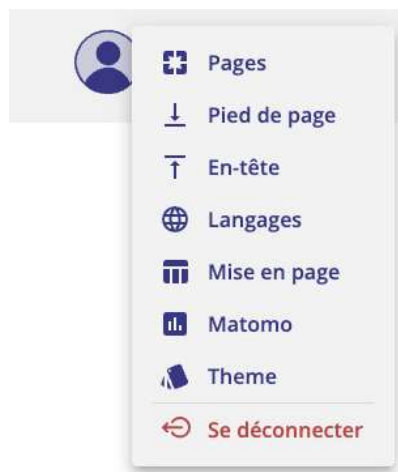 Pages
Pied de page
En-tête
Langages
Mise en page
Matomo
Theme
Se déconnecter